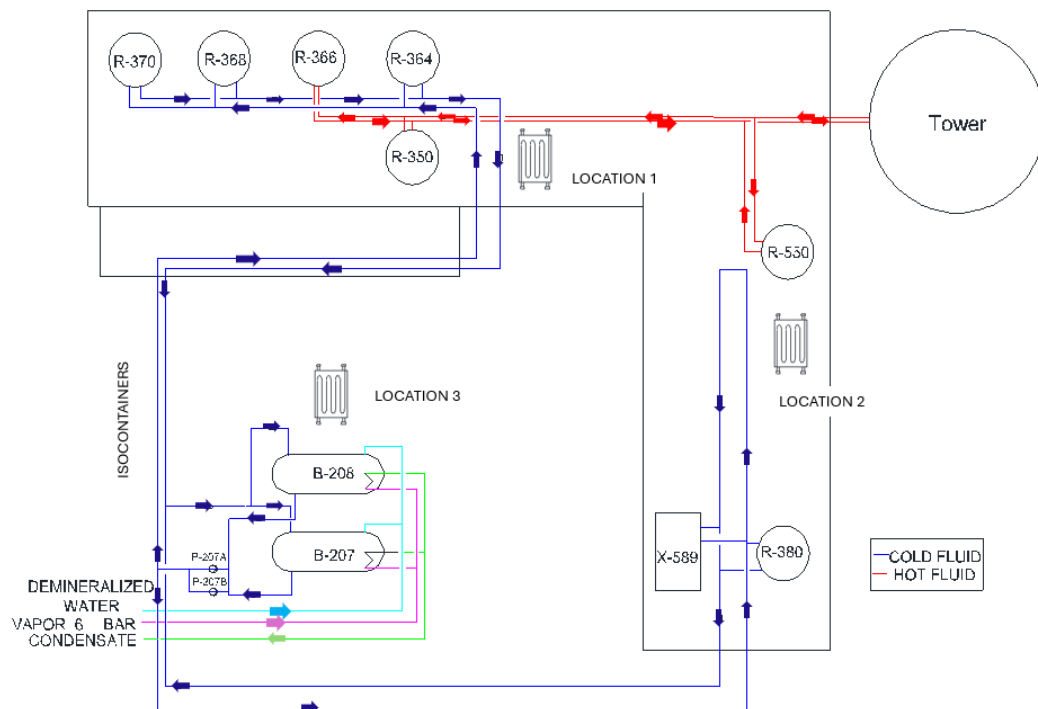 R-370
R-368
R-366
R-364
R-350
Tower
LOCATION 1
R-550
LOCATION 2
LOCATION 3
ISOCONTAINERS
B-208
B-207
P-207A
P-207B
X-589
R-380
COLD FLUID
HOT FLUID
DEMINERALIZED
WATER
VAPOR 6 BAR
CONDENSATE